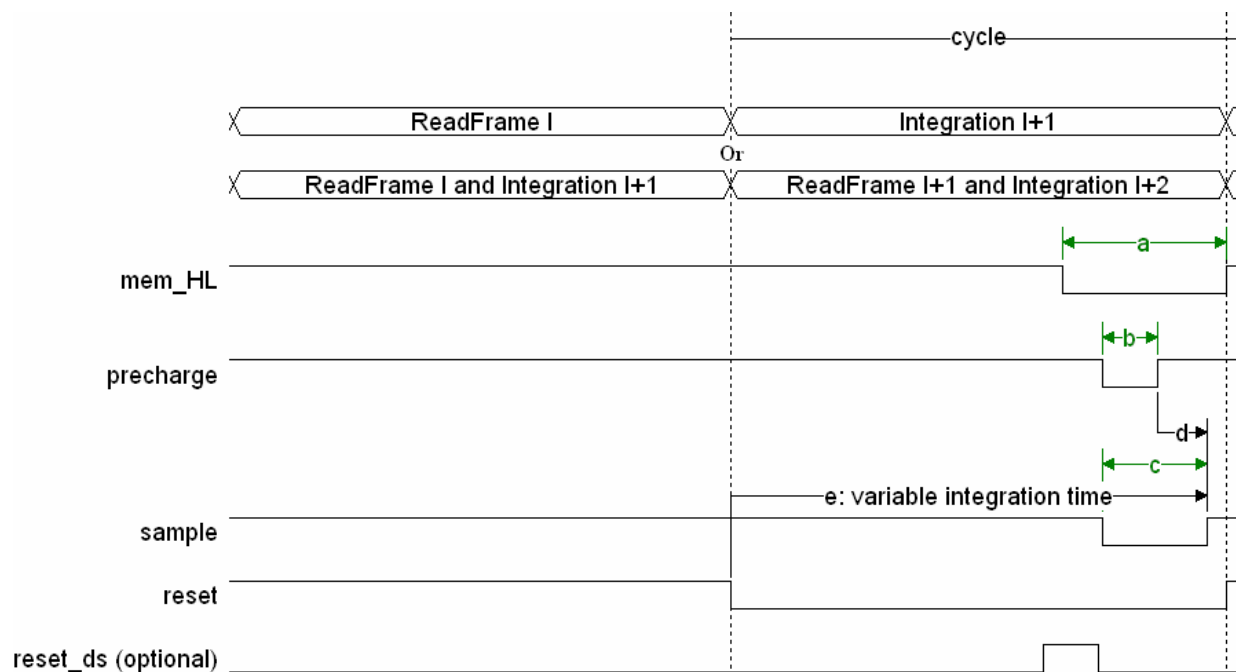 cycle
ReadFrame I
Integration I+1
Or
ReadFrame I and Integration I+1
ReadFrame I+1 and Integration I+2
a
mem_HL
b
precharge
d
c
e: variable integration time
sample
reset
reset_ds (optional)